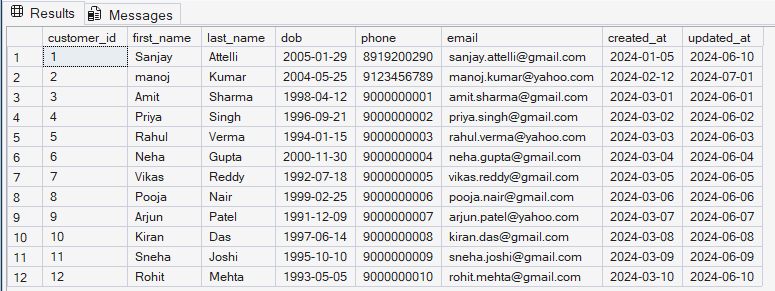 Results Messages
customer_id first_name last_name dob phone email created_at updated_at
1 1 Sanjay Attelli 2005-01-29 8919200290 sanjay.attelli@gmail.com 2024-01-05 2024-06-10
2 2 manoj Kumar 2004-05-25 9123456789 manoj.kumar@yahoo.com 2024-02-12 2024-07-01
3 3 Amit Sharma 1998-04-12 9000000001 amit.sharma@gmail.com 2024-03-01 2024-06-01
4 4 Priya Singh 1996-09-21 9000000002 priya.singh@gmail.com 2024-03-02 2024-06-02
5 5 Rahul Verma 1994-01-15 9000000003 rahul.verma@yahoo.com 2024-03-03 2024-06-03
6 6 Neha Gupta 2000-11-30 9000000004 neha.gupta@gmail.com 2024-03-04 2024-06-04
7 7 Vikas Reddy 1992-07-18 9000000005 vikas.reddy@gmail.com 2024-03-05 2024-06-05
8 8 Pooja Nair 1999-02-25 9000000006 pooja.nair@gmail.com 2024-03-06 2024-06-06
9 9 Arjun Patel 1991-12-09 9000000007 arjun.patel@yahoo.com 2024-03-07 2024-06-07
10 10 Kiran Das 1997-06-14 9000000008 kiran.das@gmail.com 2024-03-08 2024-06-08
11 11 Sneha Joshi 1995-10-10 9000000009 sneha.joshi@gmail.com 2024-03-09 2024-06-09
12 12 Rohit Mehta 1993-05-05 9000000010 rohit.mehta@gmail.com 2024-03-10 2024-06-10